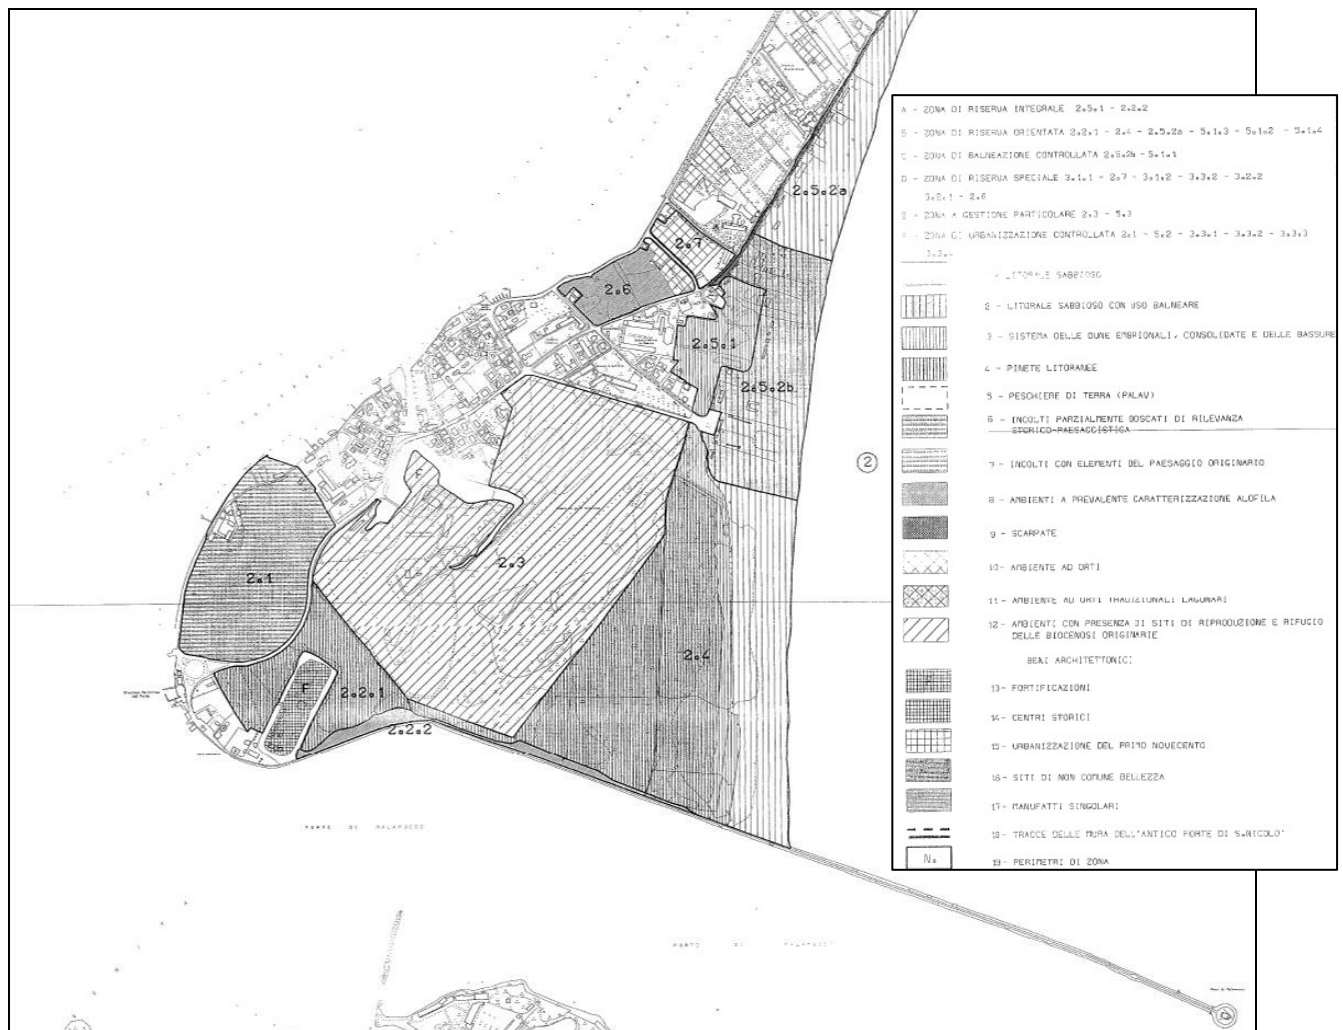 2.5.2a
2.7
2.6
2.5.1
2.5.2b
2
F
2.3
2.1
2.4
F
2.2.1
2.2.2
PORTO DI MALAMOCCO
PORTO DI MALAMOCCO
A - ZONA DI RISERVA INTEGRALE 2.5.1 - 2.2.2
B - ZONA DI RISERVA ORIENTATA 2.2.1 - 2.4 - 2.5.2a - 5.1.3 - 5.1.2 - 5.1.4
C - ZONA DI BALNEAZIONE CONTROLLATA 2.5.2b - 5.1.1
D - ZONA DI RISERVA SPECIALE 3.1.1 - 2.7 - 3.1.2 - 3.3.2 - 3.2.2
3.2.1 - 2.6
E - ZONA A GESTIONE PARTICOLARE 2.3 - 5.3
F - ZONA DI URBANIZZAZIONE CONTROLLATA 2.1 - 5.2 - 3.3.1 - 3.3.2 - 3.3.3
LITORALE SABBIOSO
2 - LITORALE SABBIOSO CON USO BALNEARE
3 - SISTEMA DELLE DUNE EMBRIONALI, CONSOLIDATE E DELLE BASSURE
4 - PINETE LITORANEE
5 - PESCHIERE DI TERRA (PALAV)
6 - INCOLTI PARZIALMENTE BOSCATI DI RILEVANZA
STORICO-PAESAGGISTICA
7 - INCOLTI CON ELEMENTI DEL PAESAGGIO ORIGINARIO
8 - AMBIENTI A PREVALENTE CARATTERIZZAZIONE ALOFILA
9 - SCARPATE
10- AMBIENTE AD ORTI
11- AMBIENTE AD ORTI TRADIZIONALI LAGUNARI
12- AMBIENTI CON PRESENZA DI SITI DI RIPRODUZIONE E RIFUGIO
DELLE BIOCENOSI ORIGINARIE
BENI ARCHITETTONICI
13- FORTIFICAZIONI
14- CENTRI STORICI
15- URBANIZZAZIONE DEL PRIMO NOVECENTO
16- SITI DI NON COMUNE BELLEZZA
17- MANUFATTI SINGOLARI
18- TRACCE DELLE MURA DELL'ANTICO FORTE DI S.NICOLO'
N.
19- PERIMETRI DI ZONA